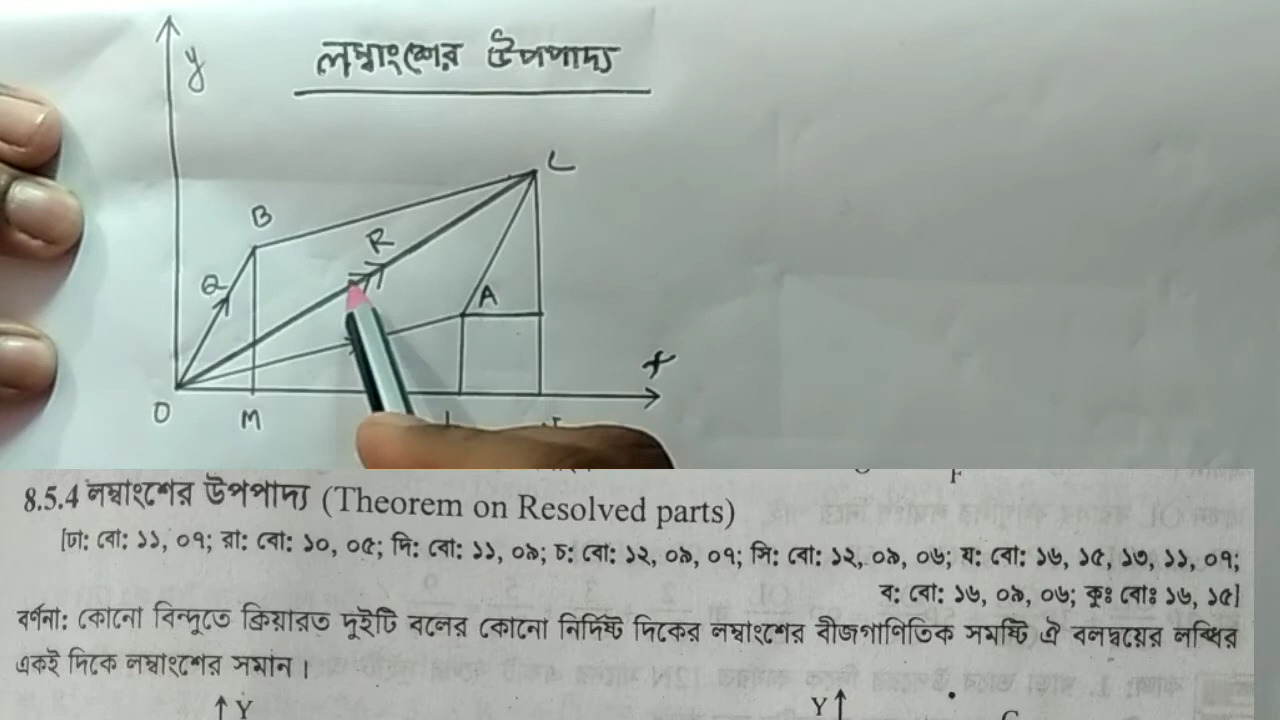 y
লম্বাংশের উপপাদ্য
C
B
R
Q
A
x
O
M
8.5.4 লম্বাংশের উপপাদ্য (Theorem on Resolved parts)
[ঢা: বো: ১১, ০৭; রা: বো: ১০, ০৫; দি: বো: ১১, ০৯; চ: বো: ১২, ০৯, ০৭; সি: বো: ১২, ০৯, ০৬; য: বো: ১৬, ১৫, ১৩, ১১, ০৭;
ব: বো: ১৬, ০৯, ০৬; কুঃ বোঃ ১৬, ১৫]
বর্ণনা: কোনো বিন্দুতে ক্রিয়ারত দুইটি বলের কোনো নির্দিষ্ট দিকের লম্বাংশের বীজগাণিতিক সমষ্টি ঐ বলদ্বয়ের লব্ধির
একই দিকে লম্বাংশের সমান।
Y
Y